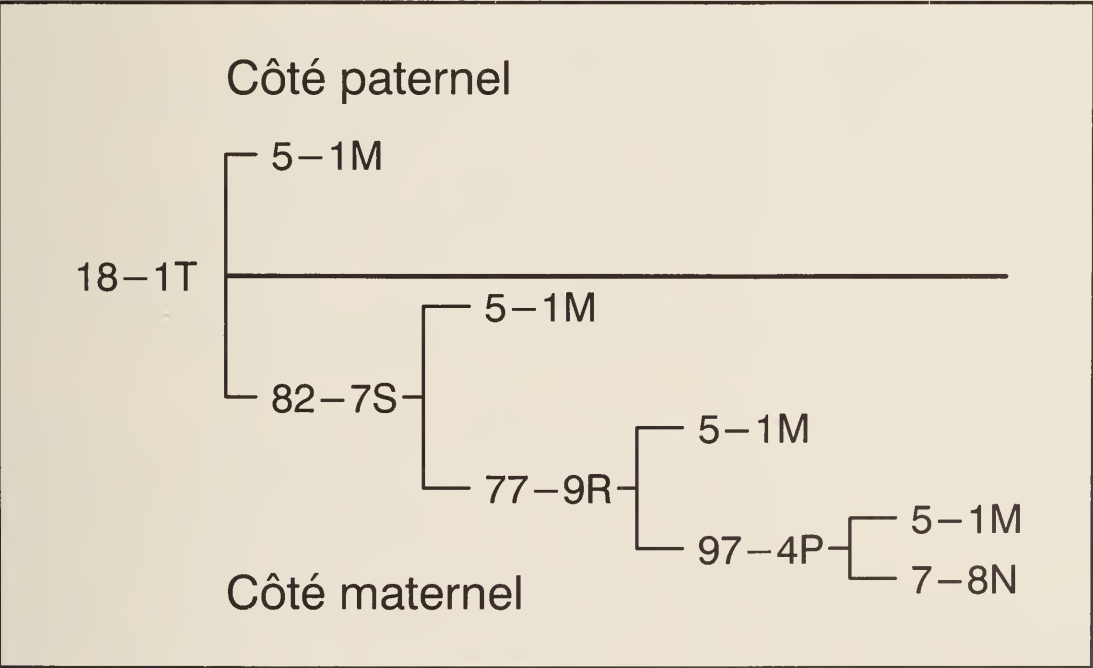 Côté paternel
5–1M
18–1T
5–1M
82–7S
5–1M
77–9R
5–1M
97–4P
7–8N
Côté maternel